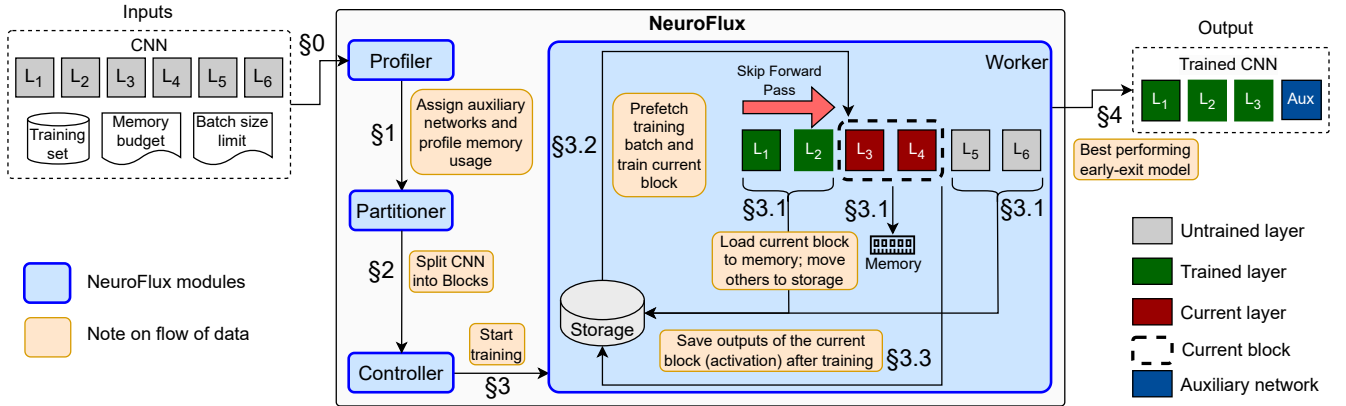 Inputs
CNN
L1 L2 L3 L4 L5 L6
Training
set
Memory
budget
Batch size
limit
§0
NeuroFlux
Profiler
Assign auxiliary
networks and
profile memory
usage
§1
Partitioner
§2
Split CNN
into Blocks
Controller
Start
training
§3
Worker
§3.2
Prefetch
training
batch and
train current
block
Skip Forward
Pass
L1 L2 L3 L4 L5 L6
§3.1 §3.1 §3.1
Load current block
to memory; move
others to storage
Memory
Storage
Save outputs of the current
block (activation) after training
§3.3
Output
Trained CNN
L1 L2 L3 Aux
§4
Best performing
early-exit model
NeuroFlux modules
Note on flow of data
Untrained layer
Trained layer
Current layer
Current block
Auxiliary network